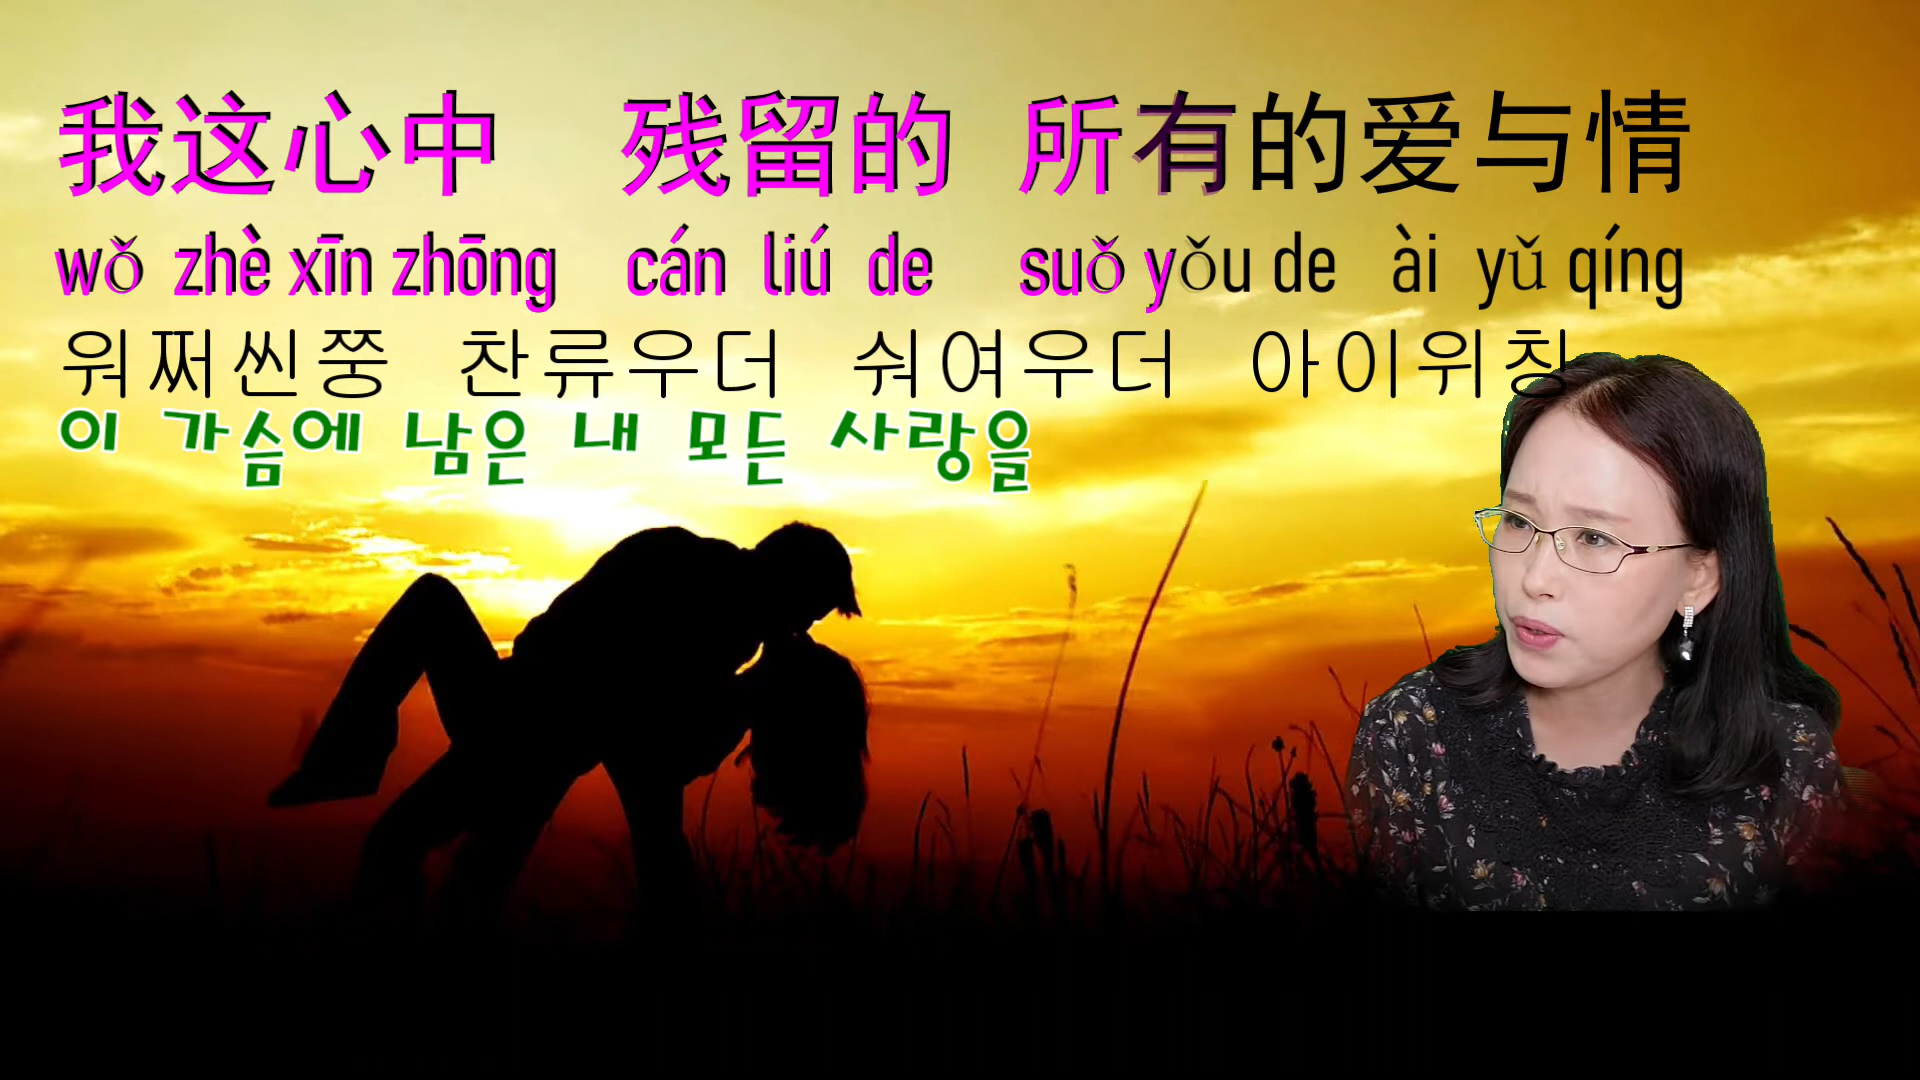 我这心中 残留的 所有的爱与情
wǒ zhè xīn zhōng cán liú de suǒ yǒu de ài yǔ qíng
워쩌씬쭝 찬류우더 쉬여우더 아이위칭
이 가슴에 남은 내 모든 사랑을